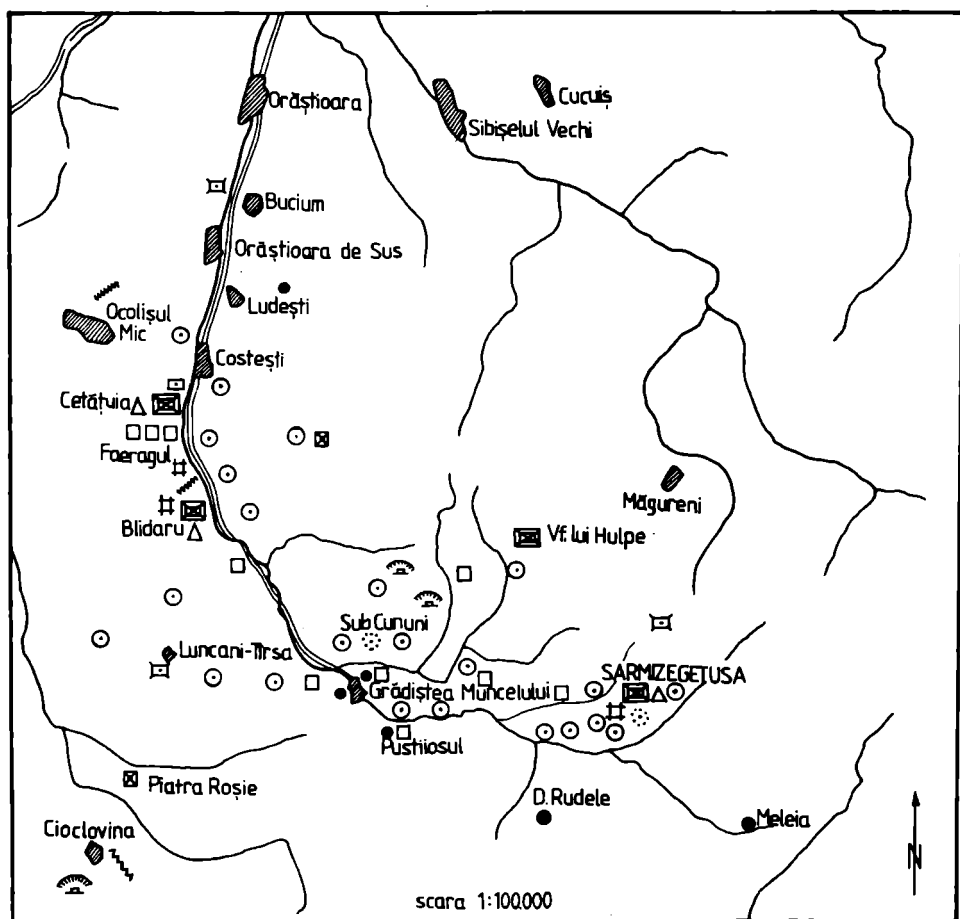 Orăștioara
Cucuiș
Sibișelul Vechi
Bucium
Orăștioara de Sus
Ludești
Ocolișul
Mic
Costești
Cetățuia
Faeragul
Măgureni
Blidaru
Vf. lui Hulpe
Sub Cununi
Luncani-Tîrsa
SARMIZEGETUSA
Grădiștea Muncelului
Pustiosul
Piatra Roșie
D. Rudele
Meleia
Cioclovina
N
scara 1:100.000